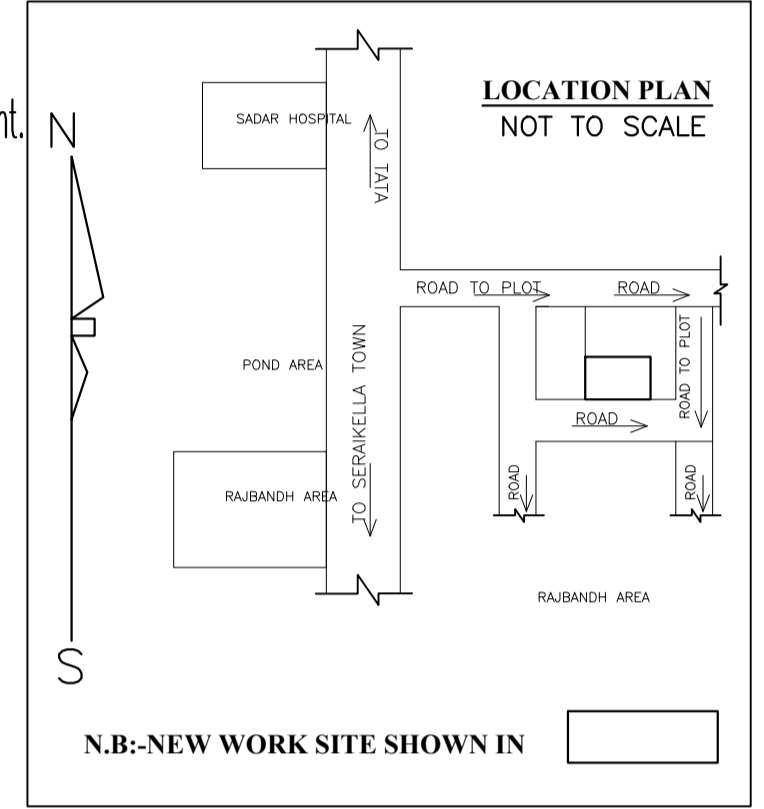 nt.
N
LOCATION PLAN
NOT TO SCALE
SADAR HOSPITAL
TO TATA
ROAD TO PLOT
ROAD
ROAD TO PLOT
POND AREA
TO SERAIKELLA TOWN
ROAD
RAJBANDH AREA
ROAD
ROAD
RAJBANDH AREA
S
N.B:-NEW WORK SITE SHOWN IN